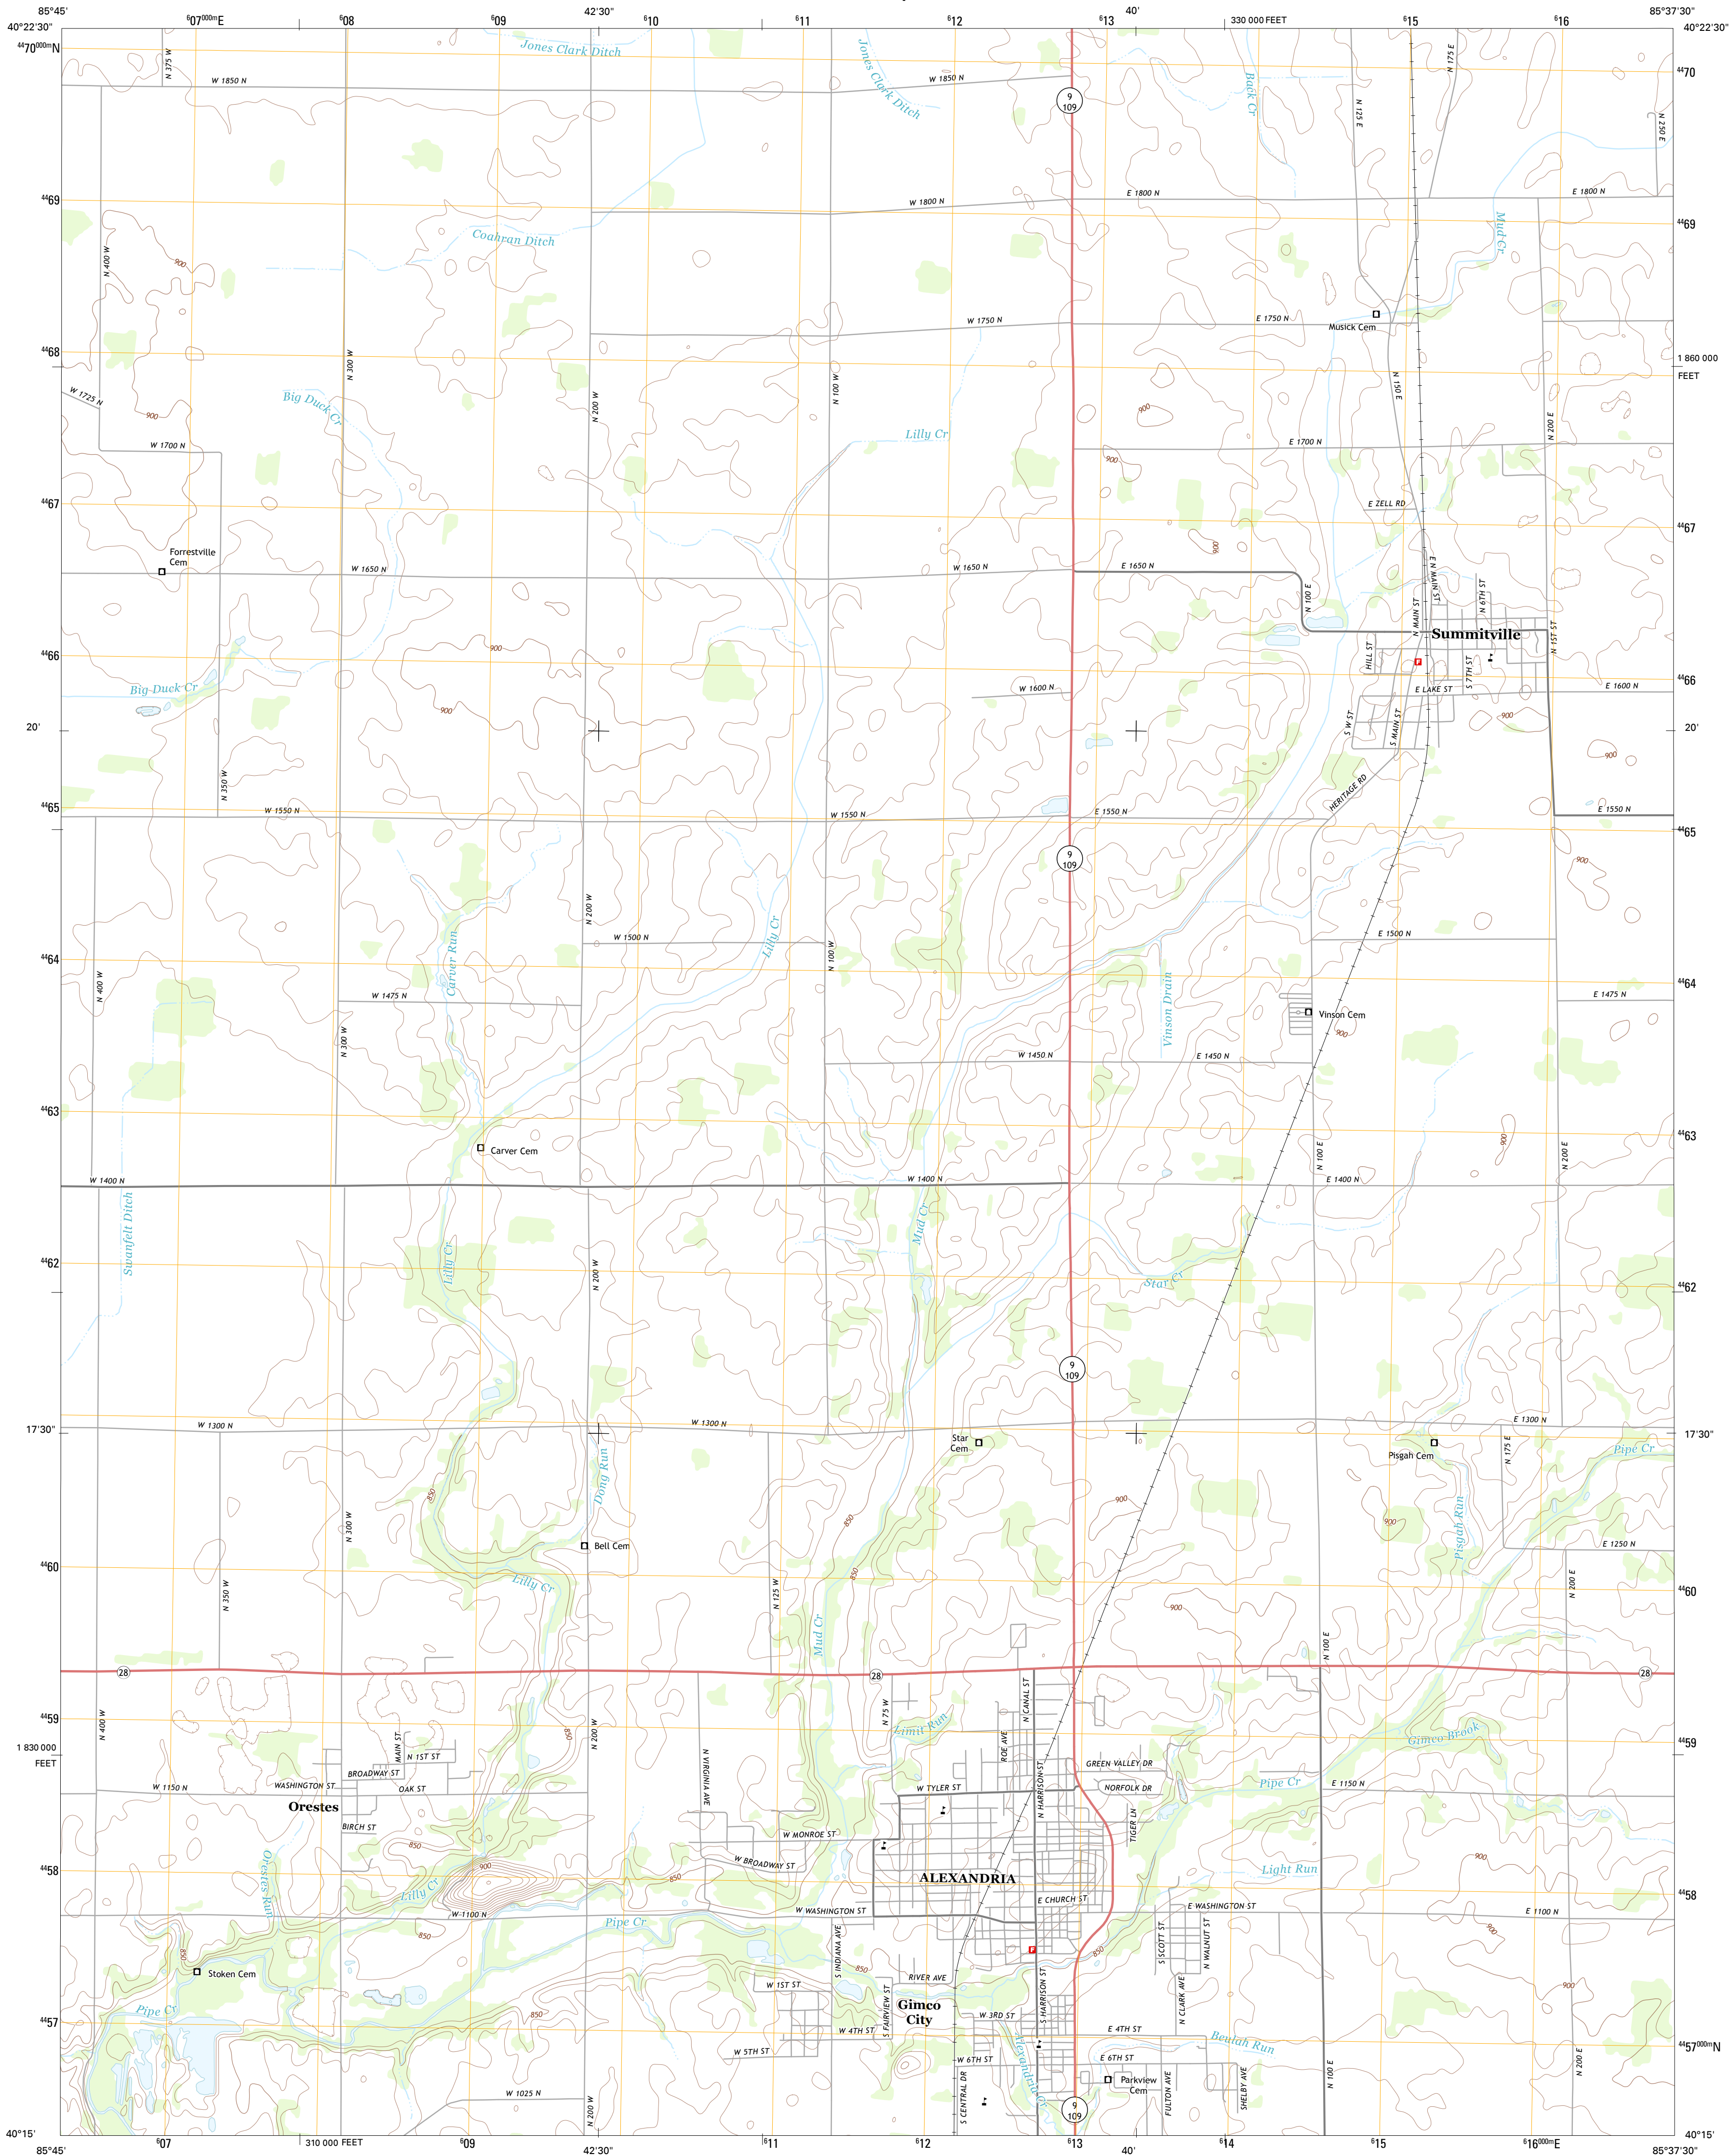 85°45'
⁶07⁰⁰⁰ᵐE
⁶08
⁶09
42'30"
⁶10
⁶11
⁶12
⁶13
40'
330 000 FEET
⁶15
⁶16
85°37'30"
40°22'30"
40°22'30"
⁴⁴70⁰⁰⁰ᵐN
N 375 W
Jones Clark Ditch
Jones Clark Ditch
N 175 E
⁴⁴70
W 1850 N
W 1850 N
Back Cr
9
109
N 125 E
N 250 E
⁴⁴69
W 1800 N
E 1800 N
E 1800 N
⁴⁴69
Coahran Ditch
Mud Cr
N 400 W
900
W 1750 N
E 1750 N
Musick Cem
⁴⁴68
N 300 W
1 860 000
FEET
W 1725 N
N 200 W
N 100 W
N 150 E
900
Big Duck Cr
900
Lilly Cr
N 200 E
W 1700 N
E 1700 N
900
⁴⁴67
E ZELL RD
⁴⁴67
Forrestville
Cem
900
W 1650 N
W 1650 N
E 1650 N
N 100 E
N MAIN ST
E N MAIN ST
N 6TH ST
Summitville
N 1ST ST
⁴⁴66
900
HILL ST
F
S 7TH ST
⁴⁴66
Big Duck Cr
W 1600 N
E LAKE ST
E 1600 N
900
900
20'
S W ST
S MAIN ST
20'
900
N 350 W
HERITAGE RD
⁴⁴65
W 1550 N
W 1550 N
E 1550 N
E 1550 N
⁴⁴65
9
109
900
N 200 W
Carver Run
Lilly Cr
W 1500 N
N 100 W
E 1500 N
⁴⁴64
N 400 W
W 1475 N
Vinson Drain
E 1475 N
⁴⁴64
Vinson Cem
900
N 300 W
W 1450 N
E 1450 N
⁴⁴63
900
⁴⁴63
Carver Cem
N 100 E
N 200 E
W 1400 N
W 1400 N
E 1400 N
Swanfelt Ditch
Mud Cr
⁴⁴62
Lilly Cr
N 200 W
Star Cr
⁴⁴62
9
109
17'30"
W 1300 N
W 1300 N
E 1300 N
17'30"
Star
Cem
Pisgah Cem
N 175 E
Pipe Cr
Dong Run
850
900
900
N 300 W
850
Pisgah Run
Bell Cem
E 1250 N
⁴⁴60
850
Lilly Cr
N 350 W
N 125 W
N 200 E
⁴⁴60
900
Mud Cr
N 100 E
28
28
28
⁴⁴59
N 400 W
850
N 200 W
N 75 W
Limit Run
N CANAL ST
ROE AVE
Gimco Brook
⁴⁴59
1 830 000
FEET
MAIN ST
N 1ST ST
BROADWAY ST
N VIRGINIA AVE
GREEN VALLEY DR
W 1150 N
WASHINGTON ST
OAK ST
W TYLER ST
N HARRISON ST
NORFOLK DR
Pipe Cr
E 1150 N
Orestes
BIRCH ST
W MONROE ST
TIGER LN
850
W BROADWAY ST
900
⁴⁴58
900
850
ALEXANDRIA
Light Run
⁴⁴58
Orestes Run
Lilly Cr
E CHURCH ST
W 1100 N
W WASHINGTON ST
E WASHINGTON ST
E 1100 N
Pipe Cr
850
850
S INDIANA AVE
F
850
S SCOTT ST
N WALNUT ST
900
Stoken Cem
850
RIVER AVE
W 1ST ST
S FAIRVIEW ST
S HARRISON ST
N CLARK AVE
900
Pipe Cr
850
Gimco
City
W 3RD ST
⁴⁴57
W 4TH ST
E 4TH ST
Beulah Run
⁴⁴57⁰⁰⁰ᵐN
W 5TH ST
W 6TH ST
E 6TH ST
Alexandria Cr
Parkview
Cem
S CENTRAL DR
FULTON AVE
SHELBY AVE
N 100 E
N 200 E
W 1025 N
N 200 W
9
109
40°15'
40°15'
85°45'
⁶07
310 000 FEET
⁶09
42'30"
⁶11
⁶12
⁶13
40'
⁶14
⁶15
⁶16⁰⁰⁰ᵐE
85°37'30"